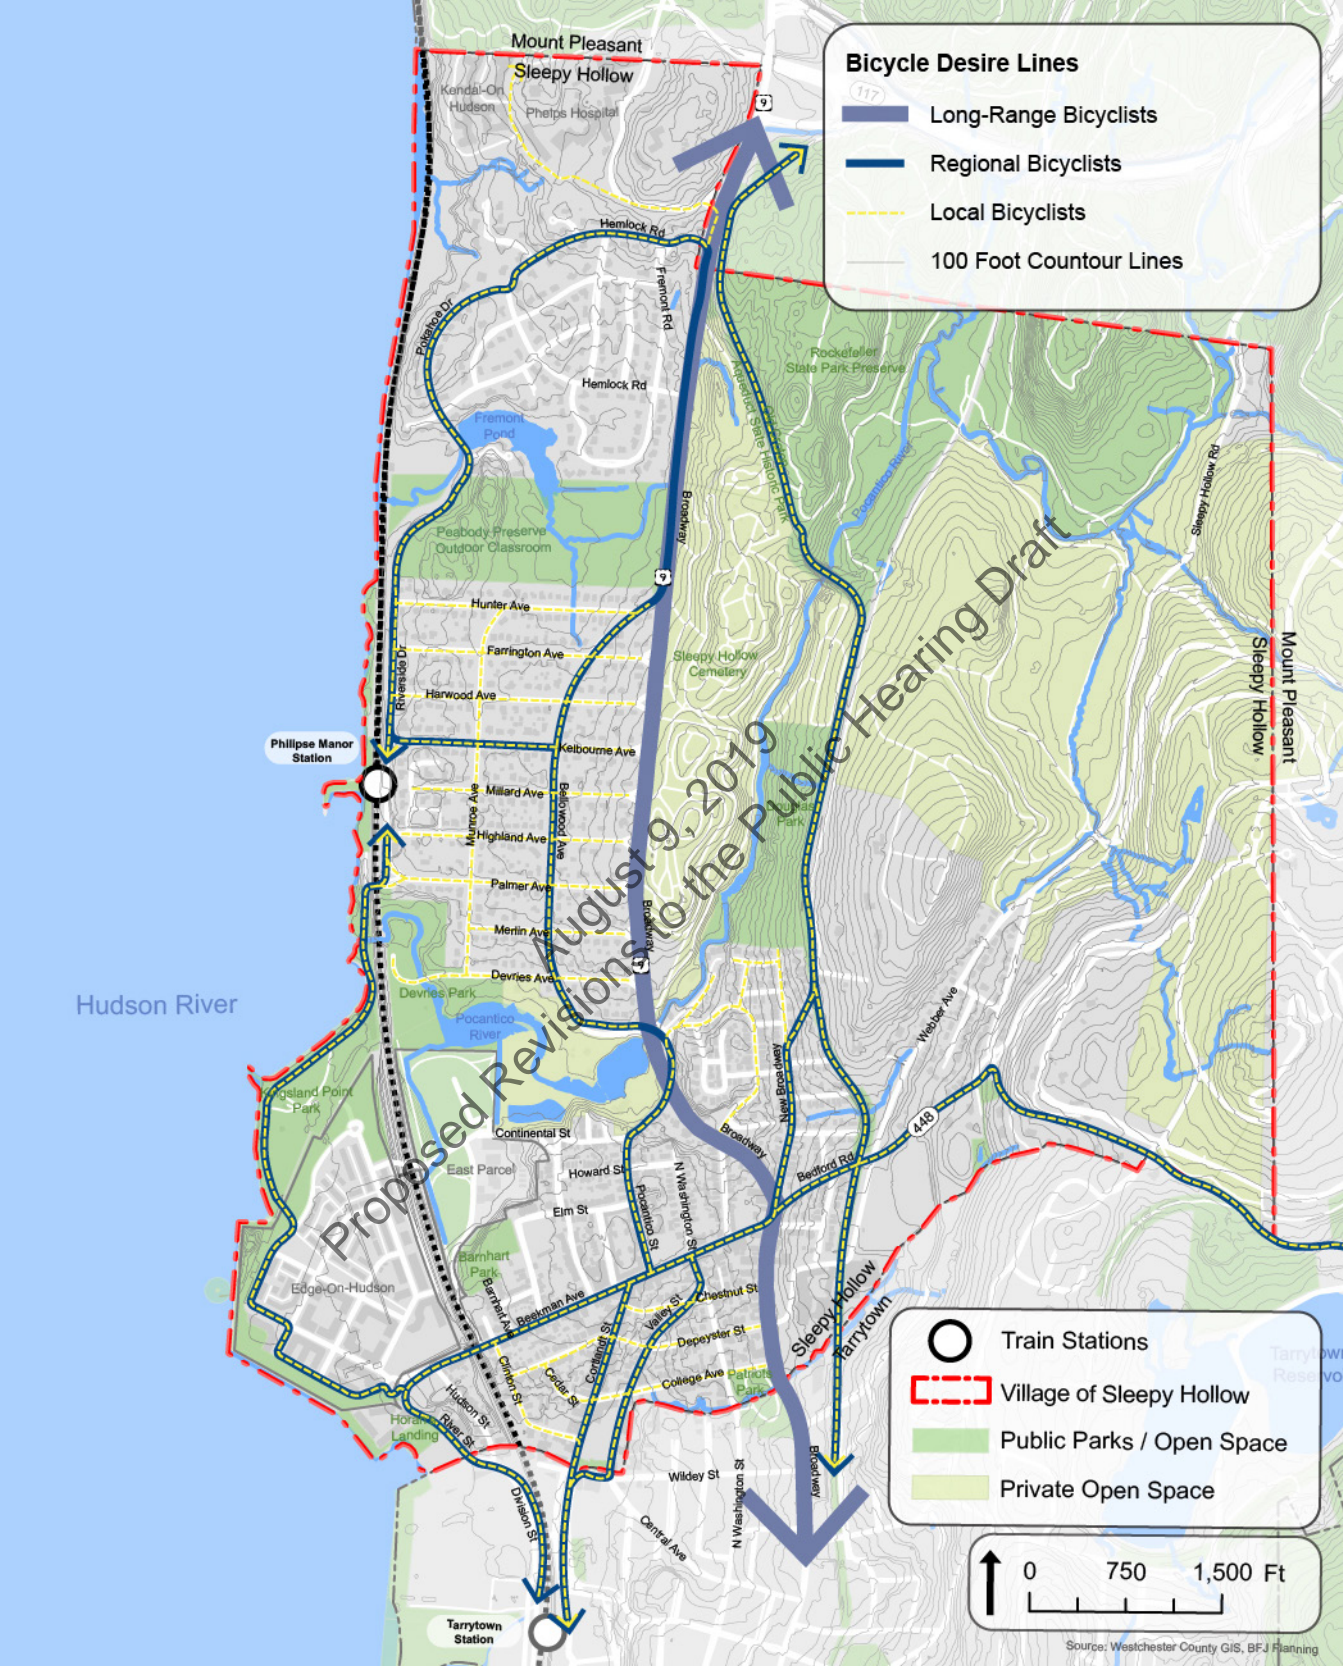 Mount Pleasant
Sleepy Hollow
Kendal-On
Hudson
Phelps Hospital
9
117
Bicycle Desire Lines
Long-Range Bicyclists
Regional Bicyclists
Local Bicyclists
100 Foot Countour Lines
Hemlock Rd
Fremont Rd
Pokahoe Dr
Hemlock Rd
Rockefeller
State Park Preserve
Aqueduct State Historic Park
Fremont
Pond
Pocantico River
Sleepy Hollow Rd
Broadway
Peabody Preserve
Outdoor Classroom
9
Hunter Ave
Farrington Ave
Riverside Dr
Harwood Ave
Sleepy Hollow
Cemetery
Mount Pleasant
Sleepy Hollow
Philipse Manor
Station
Kelbourne Ave
Millard Ave
Munroe Ave
Bellowood Ave
Highland Ave
Douglas
Park
Palmer Ave
Broadway
Merlin Ave
9
Devries Ave
Devries Park
Hudson River
Pocantico
River
Webber Ave
New Broadway
Kingsland Point
Park
Continental St
Broadway
448
East Parcel
Howard St
Bedford Rd
Pocantico St
N Washington St
Elm St
Barnhart
Park
Edge-On-Hudson
Barnhart Ave
Beekman Ave
Chestnut St
Valley St
Depeyster St
Cortlandt St
Sleepy Hollow
Tarrytown
Clinton St
Cedar St
College Ave
Patriots
Park
Hudson St
River St
Horan's
Landing
Division St
Wildey St
N Washington St
Broadway
Central Ave
Tarrytown
Station
Tarrytown
Train Stations
Village of Sleepy Hollow
Public Parks / Open Space
Private Open Space
0 750 1,500 Ft
Source: Westchester County GIS, BFJ Planning
August 9, 2019
Proposed Revisions to the Public Hearing Draft